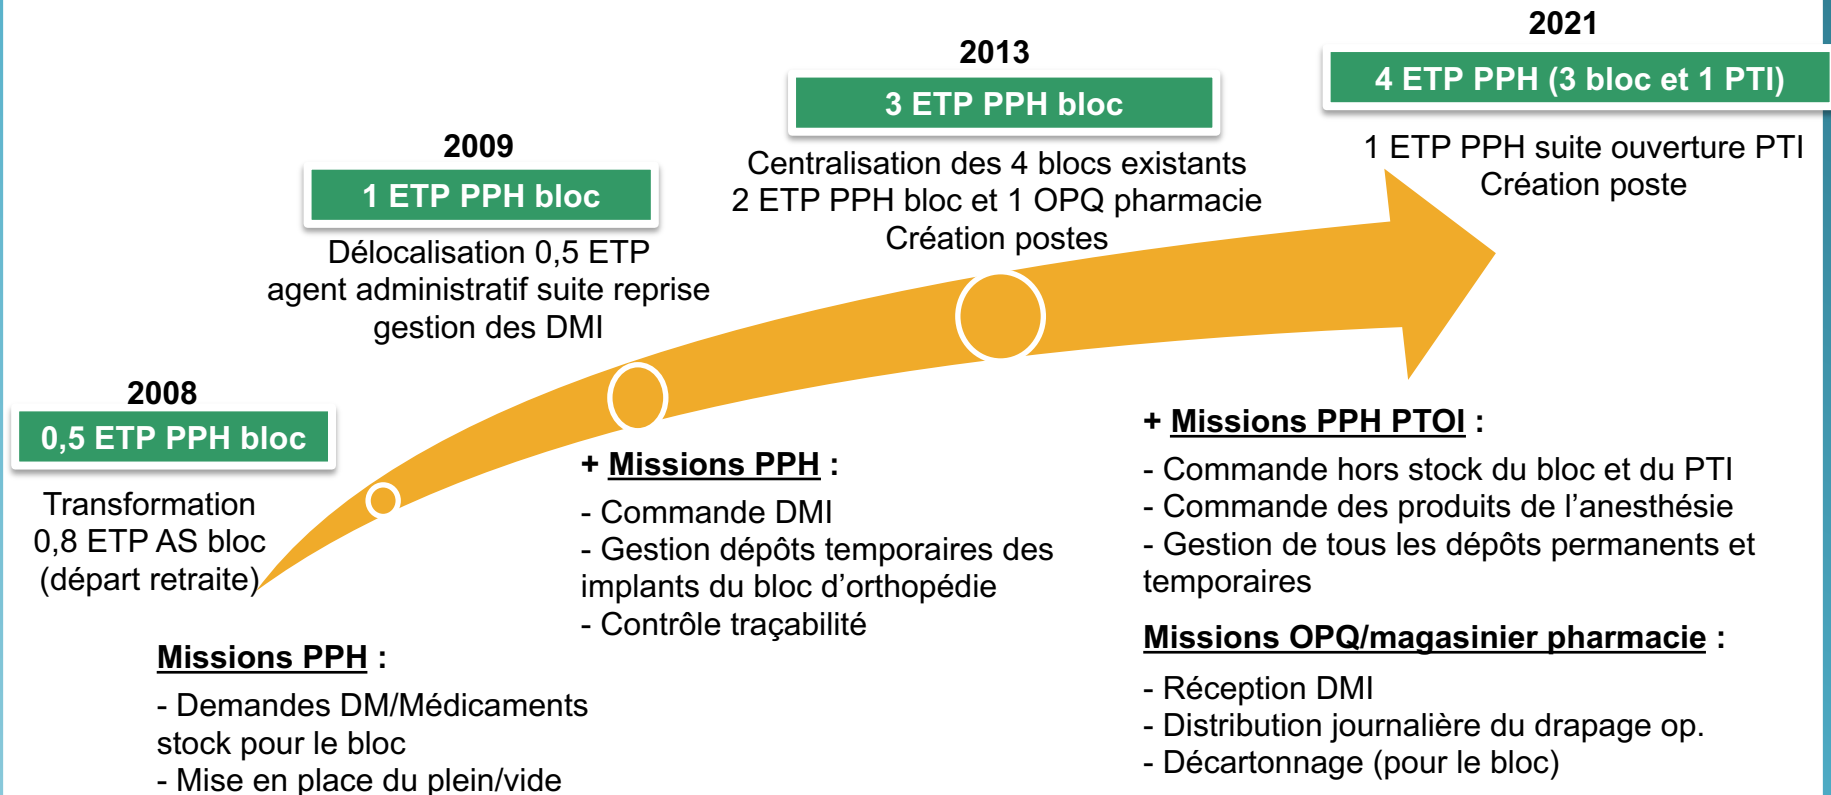 2008
0,5 ETP PPH bloc
Transformation
0,8 ETP AS bloc
(départ retraite)
Missions PPH :
- Demandes DM/Médicaments
stock pour le bloc
- Mise en place du plein/vide
2009
1 ETP PPH bloc
Délocalisation 0,5 ETP
agent administratif suite reprise
gestion des DMI
+ Missions PPH :
- Commande DMI
- Gestion dépôts temporaires des
implants du bloc d’orthopédie
- Contrôle traçabilité
2013
3 ETP PPH bloc
Centralisation des 4 blocs existants
2 ETP PPH bloc et 1 OPQ pharmacie
Création postes
2021
4 ETP PPH (3 bloc et 1 PTI)
1 ETP PPH suite ouverture PTI
Création poste
+ Missions PPH PTOI :
- Commande hors stock du bloc et du PTI
- Commande des produits de l’anesthésie
- Gestion de tous les dépôts permanents et
temporaires
Missions OPQ/magasinier pharmacie :
- Réception DMI
- Distribution journalière du drapage op.
- Décartonnage (pour le bloc)